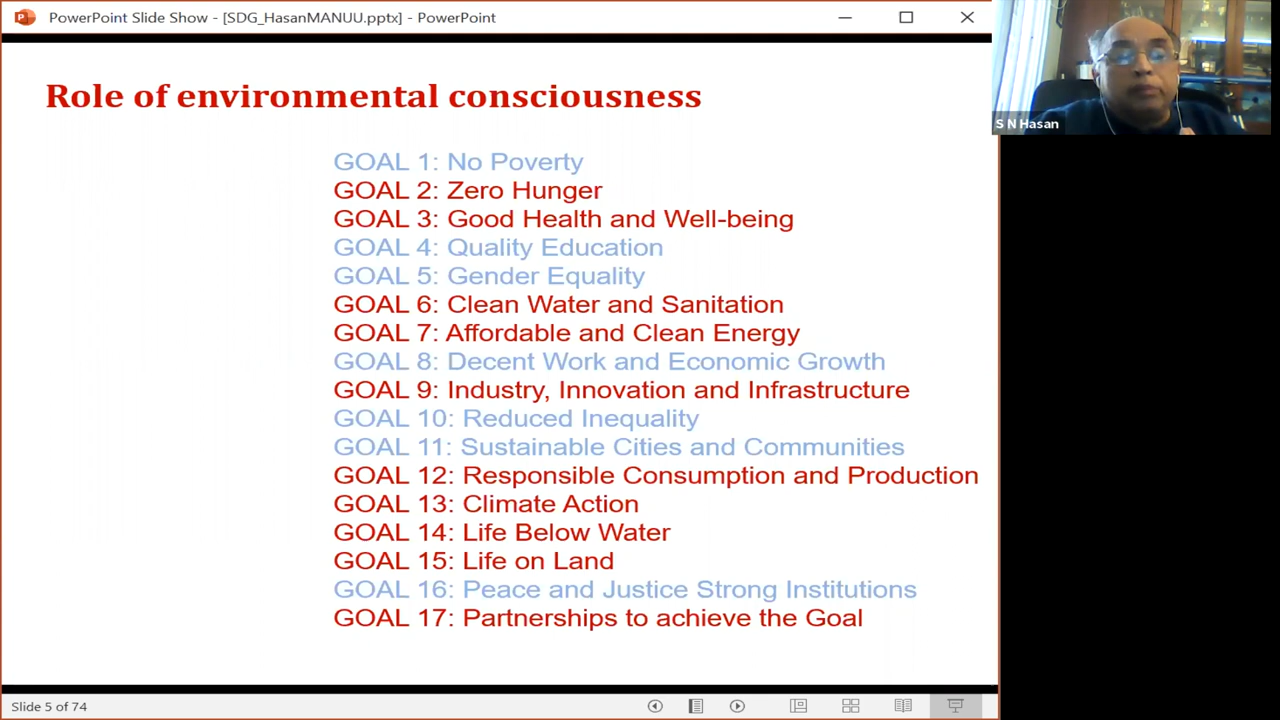 PowerPoint Slide Show - [SDG_HasanMANUU.pptx] - PowerPoint
S N Hasan
Role of environmental consciousness
GOAL 1: No Poverty
GOAL 2: Zero Hunger
GOAL 3: Good Health and Well-being
GOAL 4: Quality Education
GOAL 5: Gender Equality
GOAL 6: Clean Water and Sanitation
GOAL 7: Affordable and Clean Energy
GOAL 8: Decent Work and Economic Growth
GOAL 9: Industry, Innovation and Infrastructure
GOAL 10: Reduced Inequality
GOAL 11: Sustainable Cities and Communities
GOAL 12: Responsible Consumption and Production
GOAL 13: Climate Action
GOAL 14: Life Below Water
GOAL 15: Life on Land
GOAL 16: Peace and Justice Strong Institutions
GOAL 17: Partnerships to achieve the Goal
Slide 5 of 74